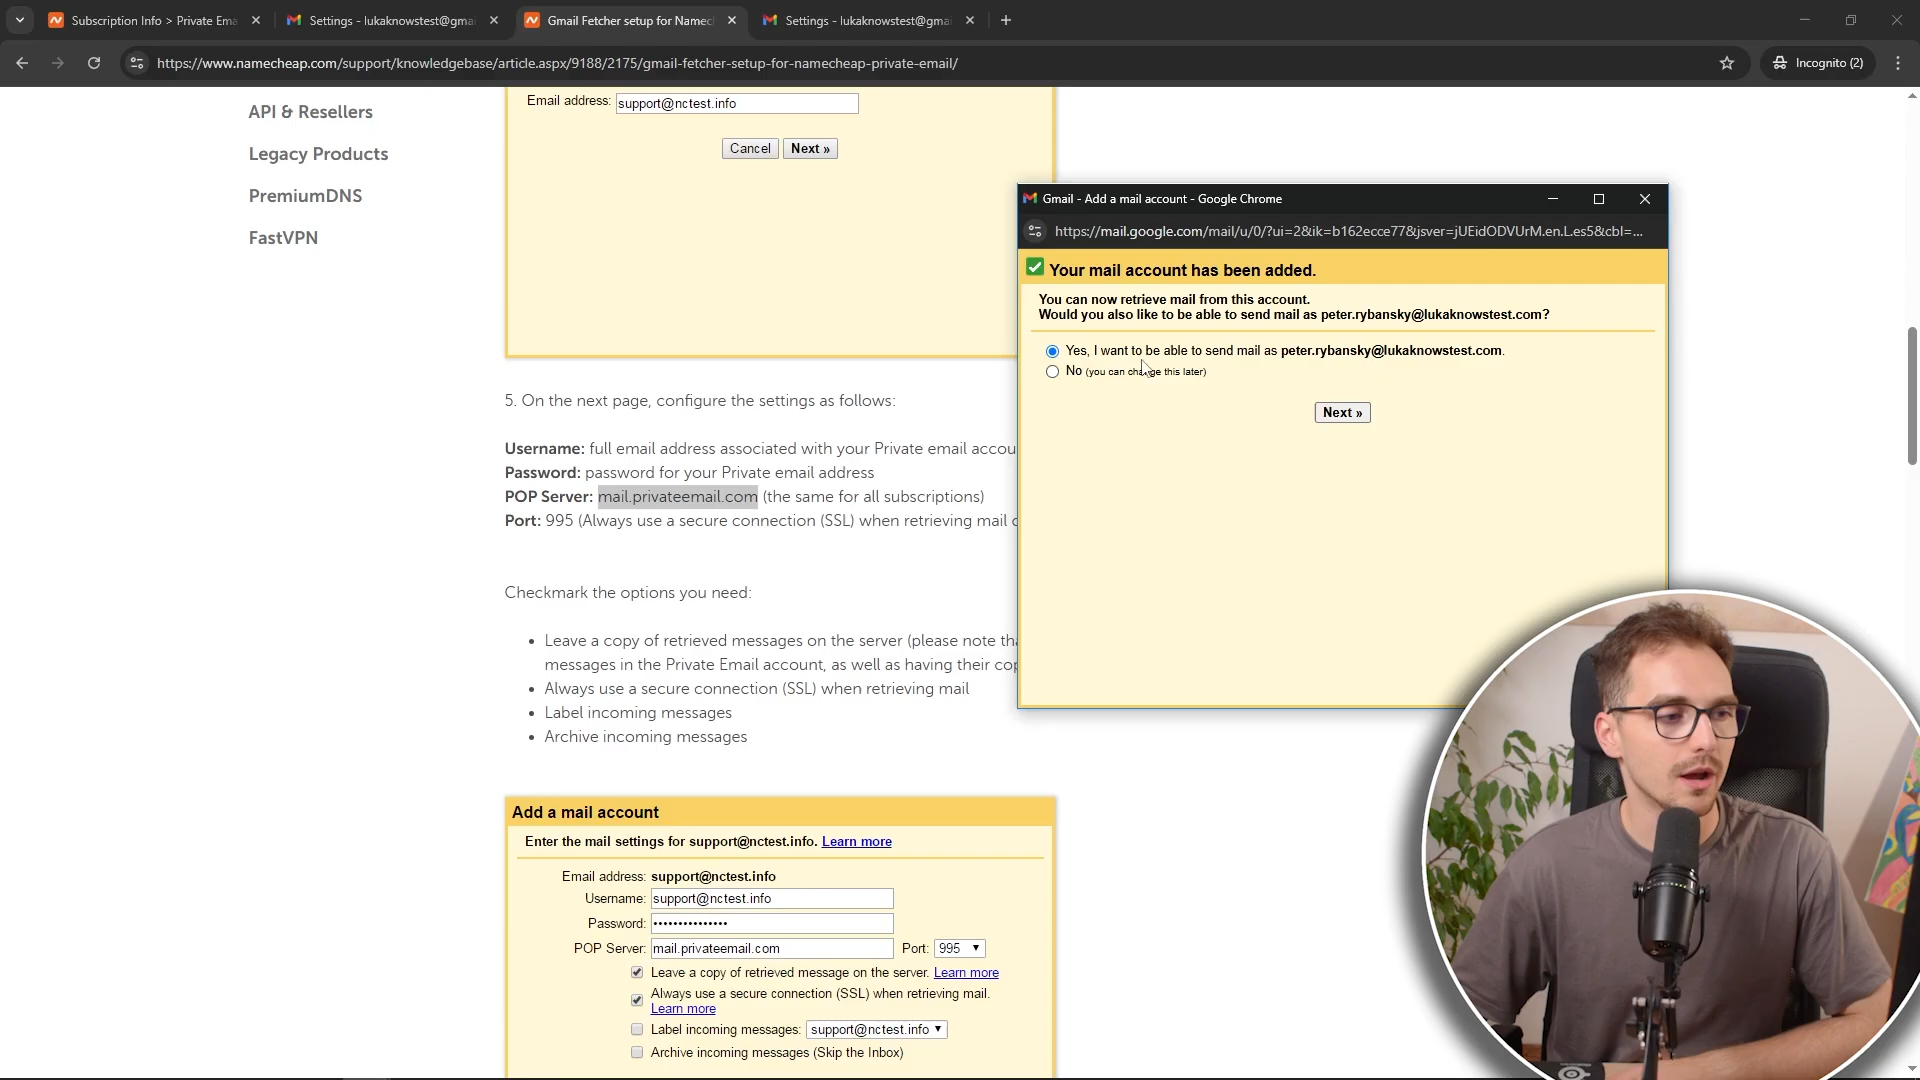 Subscription Info > Private Ema
Settings - lukaknowstest@gmai
Gmail Fetcher setup for Namec
Settings - lukaknowstest@gmai
https://www.namecheap.com/support/knowledgebase/article.aspx/9188/2175/gmail-fetcher-setup-for-namecheap-private-email/
Incognito (2)
API & Resellers
Legacy Products
PremiumDNS
FastVPN
Email address: support@nctest.info
Cancel Next »
5. On the next page, configure the settings as follows:
Username: full email address associated with your Private email accou
Password: password for your Private email address
POP Server: mail.privateemail.com (the same for all subscriptions)
Port: 995 (Always use a secure connection (SSL) when retrieving mail
Checkmark the options you need:
• Leave a copy of retrieved messages on the server (please note tha
messages in the Private Email account, as well as having their cop
• Always use a secure connection (SSL) when retrieving mail
• Label incoming messages
• Archive incoming messages
Add a mail account
Enter the mail settings for support@nctest.info. Learn more
Email address: support@nctest.info
Username: support@nctest.info
Password: •••••••••••••••
POP Server: mail.privateemail.com Port: 995
Leave a copy of retrieved message on the server. Learn more
Always use a secure connection (SSL) when retrieving mail.
Learn more
Label incoming messages: support@nctest.info
Archive incoming messages (Skip the Inbox)
Gmail - Add a mail account - Google Chrome
https://mail.google.com/mail/u/0/?ui=2&ik=b162ecce77&jsver=jUEidODVUrM.en.l.es5&cbl=...
Your mail account has been added.
You can now retrieve mail from this account.
Would you also like to be able to send mail as peter.rybansky@lukaknowstest.com?
Yes, I want to be able to send mail as peter.rybansky@lukaknowstest.com.
No (you can change this later)
Next »